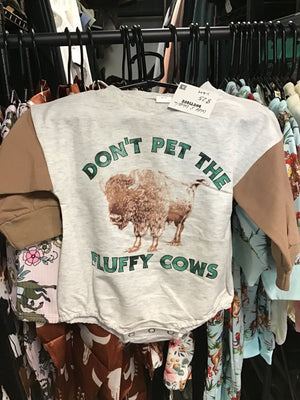 DON'T PET THE
FLUFFY COWS